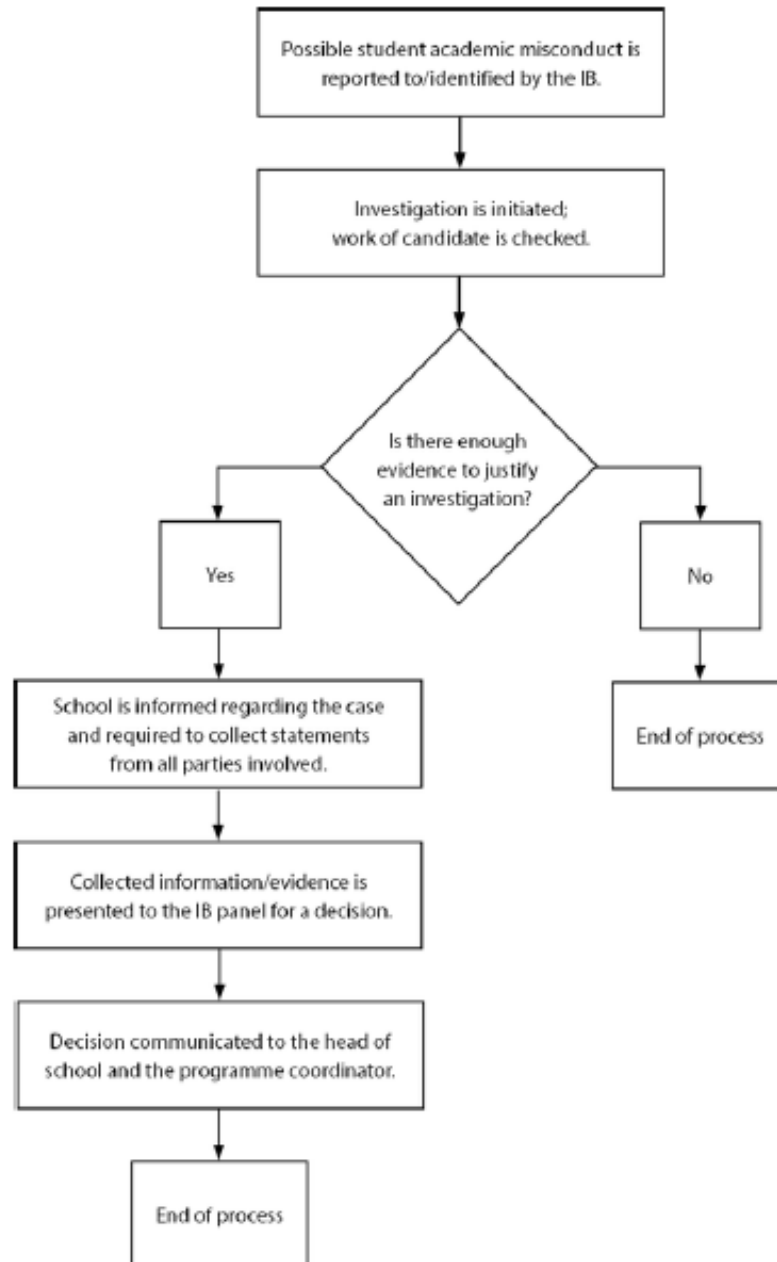 Possible student academic misconduct is
reported to/identified by the IB.
Investigation is initiated;
work of candidate is checked.
Is there enough
evidence to justify
an investigation?
Yes
No
School is informed regarding the case
and required to collect statements
from all parties involved.
End of process
Collected information/evidence is
presented to the IB panel for a decision.
Decision communicated to the head of
school and the programme coordinator.
End of process